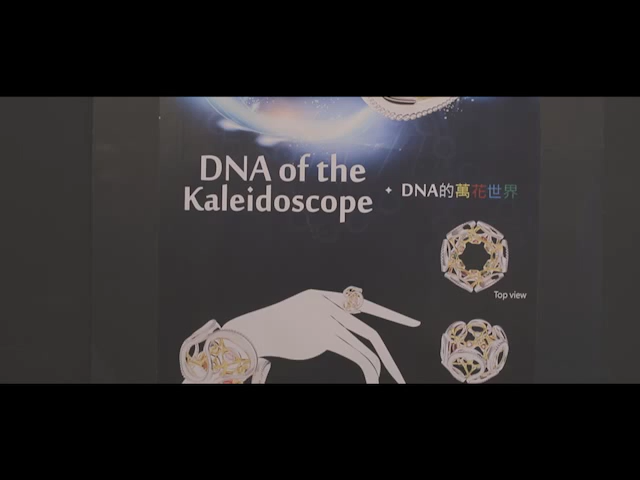 DNA of the
Kaleidoscope
DNA的萬花世界
Top view